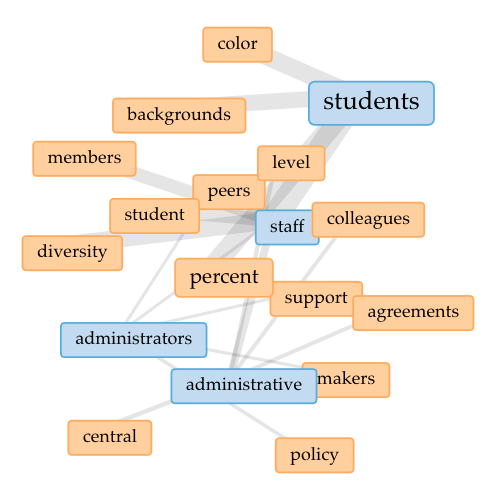 color
students
backgrounds
members
level
peers
student
colleagues
staff
diversity
percent
support
agreements
administrators
makers
administrative
central
policy